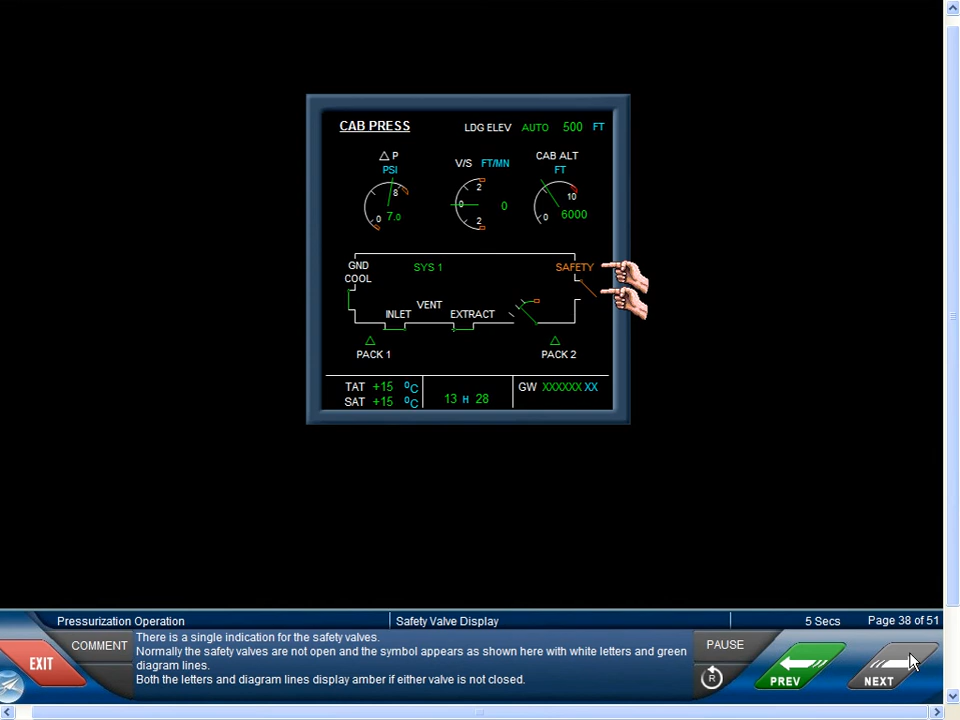 CAB PRESS LDG ELEV AUTO 500 FT
△ P V/S FT/MN CAB ALT
PSI FT
8 2 10
0 7.0 0 2 0 0 6000
GND COOL SYS 1 SAFETY
VENT
INLET EXTRACT
PACK 1 PACK 2
TAT +15 °C GW XXXXXX XX
SAT +15 °C 13 H 28
Pressurization Operation Safety Valve Display 5 Secs Page 38 of 51
EXIT
COMMENT
There is a single indication for the safety valves.
Normally the safety valves are not open and the symbol appears as shown here with white letters and green
diagram lines.
Both the letters and diagram lines display amber if either valve is not closed.
PAUSE
R
PREV
NEXT